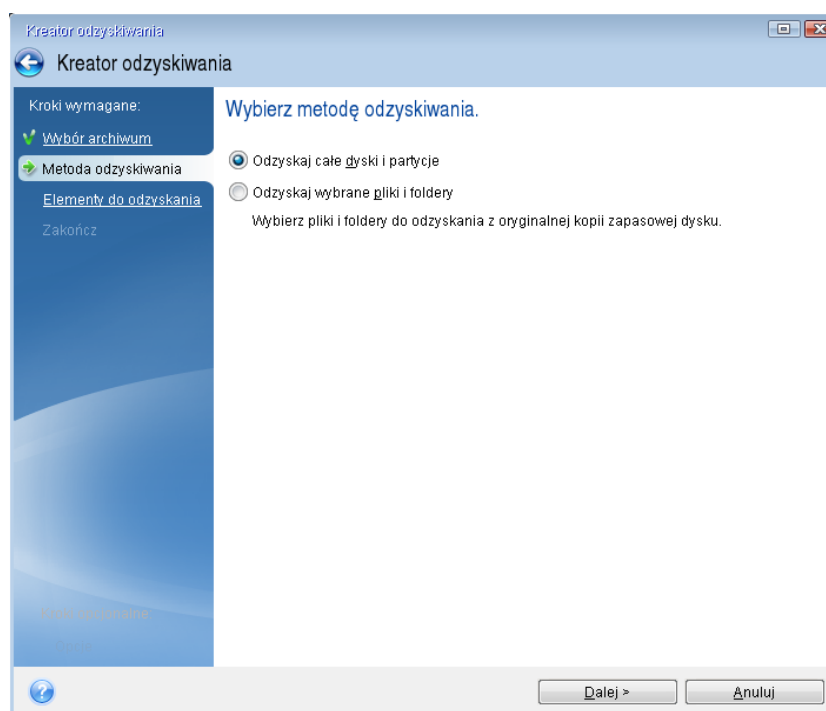 Kreator odzyskiwania
Kreator odzyskiwania
Kroki wymagane:
Wybór archiwum
Metoda odzyskiwania
Elementy do odzyskania
Zakończ
Wybierz metodę odzyskiwania.
Odzyskaj całe dyski i partycje
Odzyskaj wybrane pliki i foldery
Wybierz pliki i foldery do odzyskania z oryginalnej kopii zapasowej dysku.
Dalej >
Anuluj